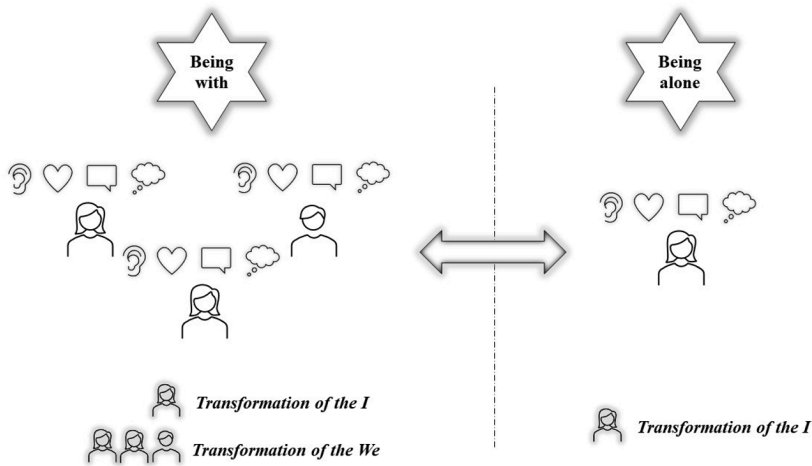 Being
with
Being
alone
Transformation of the I
Transformation of the We
Transformation of the I